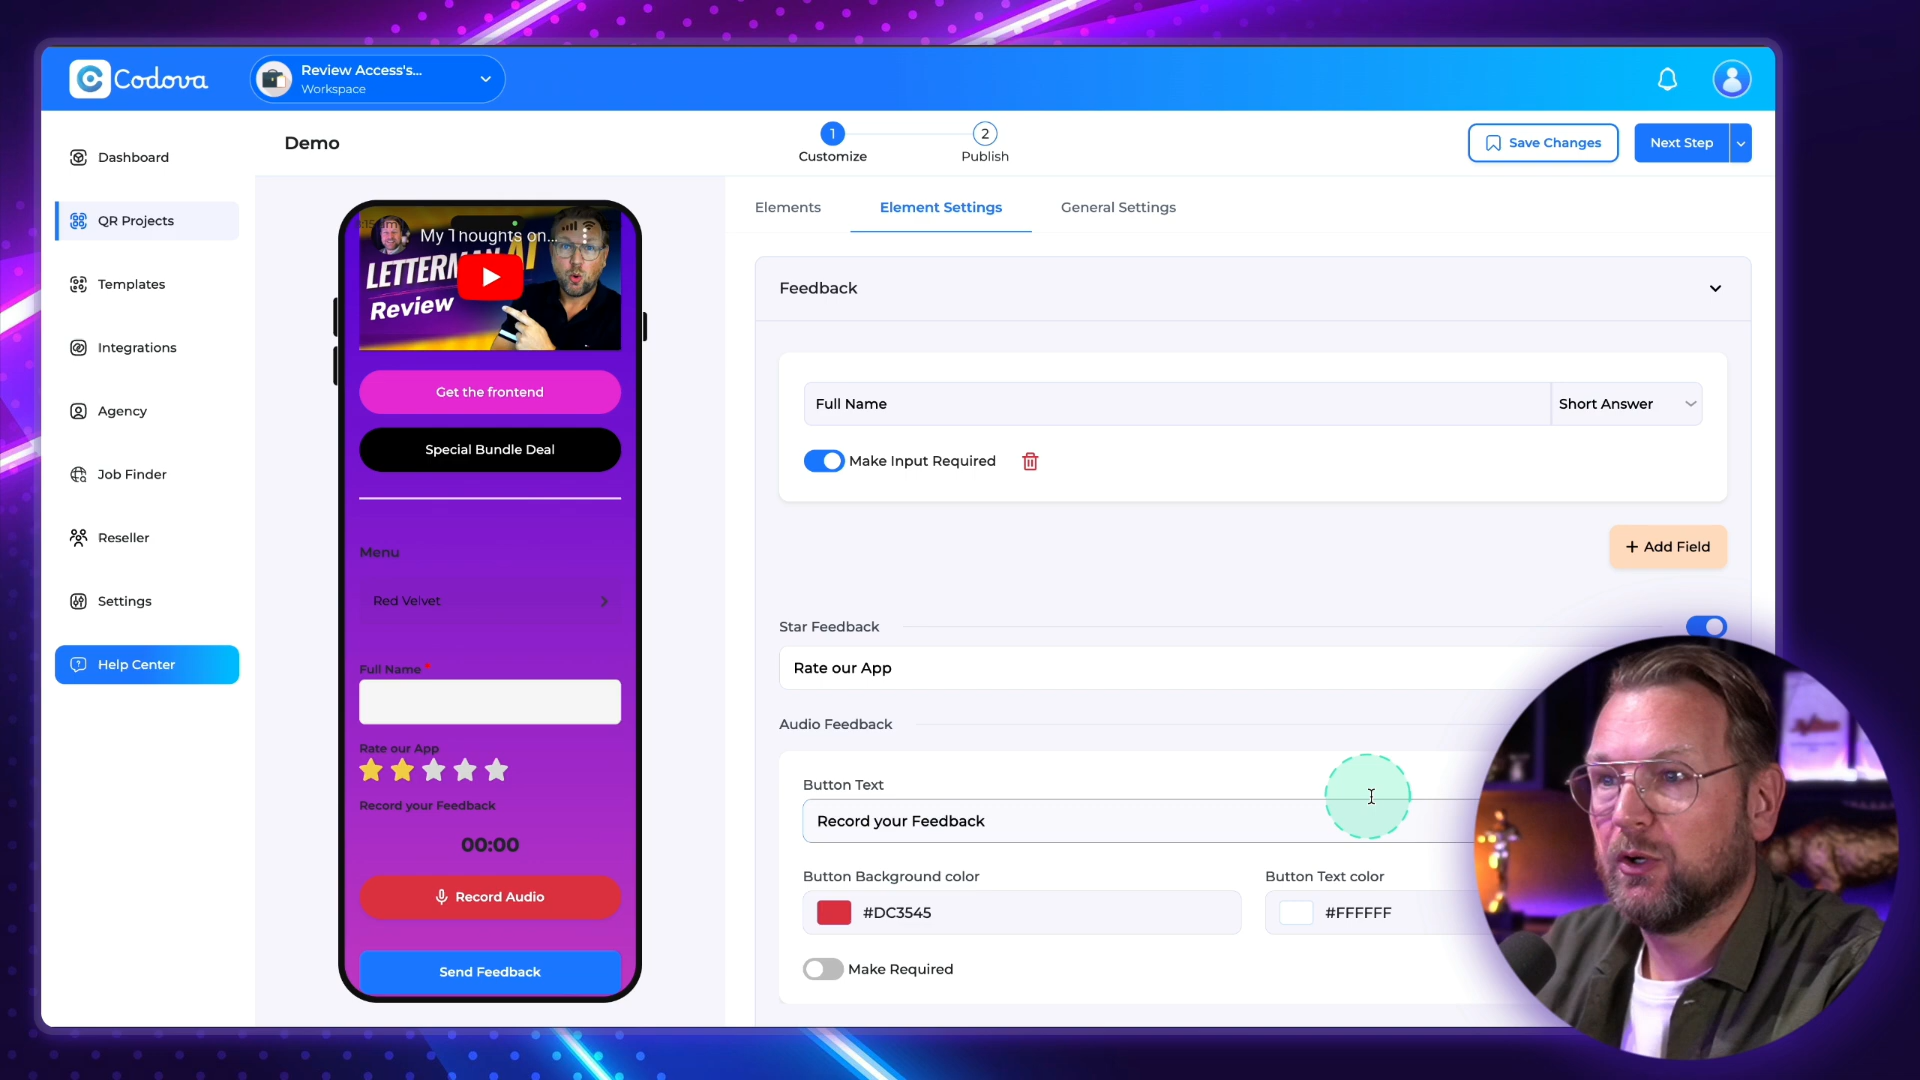 Codova
Review Access's...
Workspace
Demo
1
Customize
2
Publish
Save Changes
Next Step
Dashboard
QR Projects
Templates
Integrations
Agency
Job Finder
Reseller
Settings
Help Center
My Thoughts on...
LETTERMAN AI
Review
Get the frontend
Special Bundle Deal
Menu
Red Velvet
Full Name *
Rate our App
Record your Feedback
00:00
Record Audio
Send Feedback
Elements
Element Settings
General Settings
Feedback
Full Name
Short Answer
Make Input Required
+ Add Field
Star Feedback
Rate our App
Audio Feedback
Button Text
Record your Feedback
Button Background color
Button Text color
#DC3545
#FFFFFF
Make Required